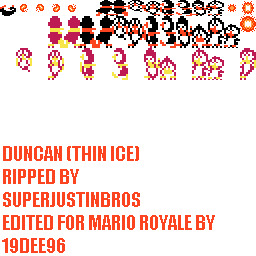 DUNCAN (THIN ICE)
RIPPED BY
SUPERJUSTINBROS
EDITED FOR MARIO ROYALE BY
19DEE96